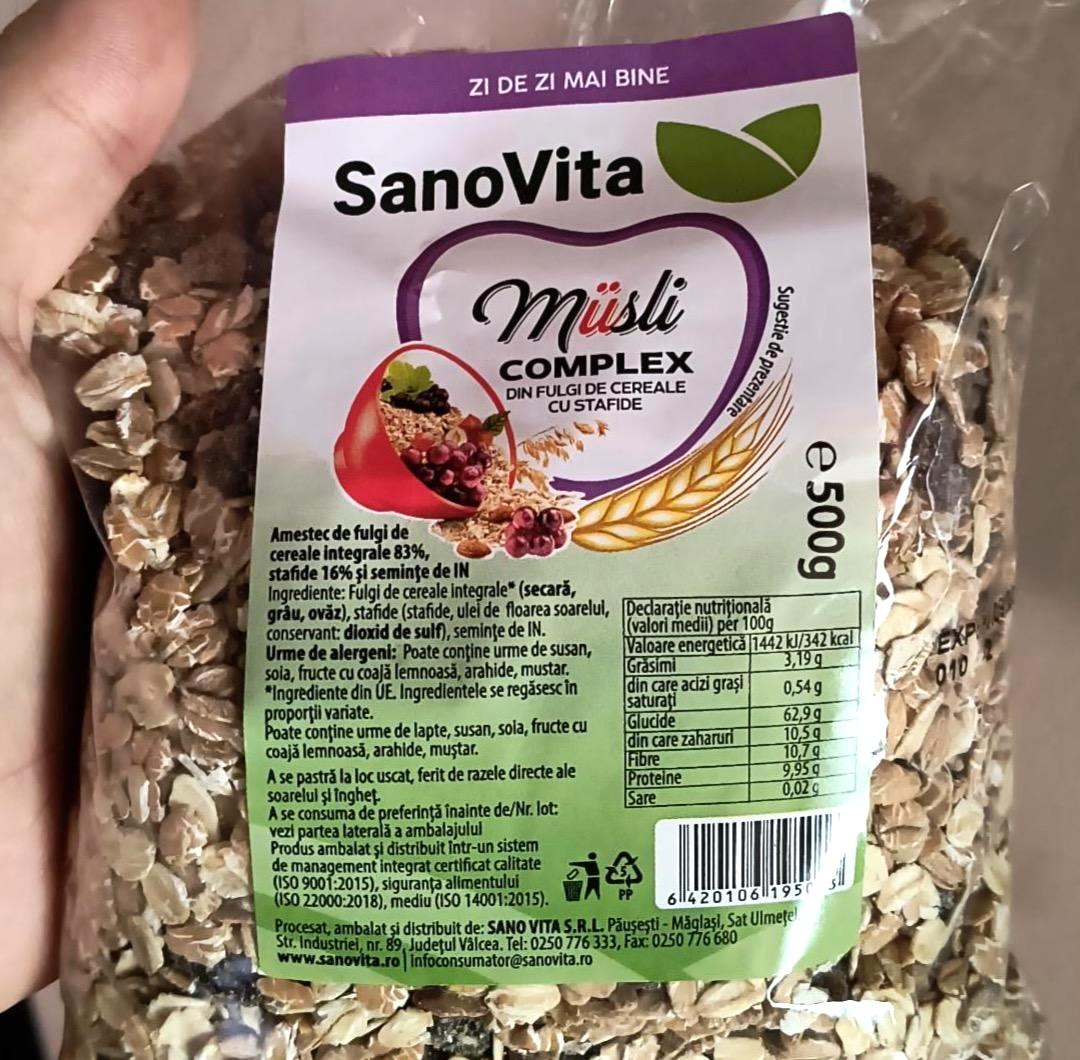 ZI DE ZI MAI BINE
SanoVita
Müsli
COMPLEX
DIN FULGI DE CEREALE
CU STAFIDE
Sugestie de prezentare
e 500g
Amestec de fulgi de
cereale integrale 83%,
stafide 16% și semințe de IN
Ingrediente: Fulgi de cereale integrale* (secară,
grâu, ovăz), stafide (stafide, ulei de floarea soarelui,
conservant: dioxid de sulf), semințe de IN.
Urme de alergeni: Poate conține urme de susan,
soia, fructe cu coajă lemnoasă, arahide, mustar.
*Ingrediente din UE. Ingredientele se regăsesc în
proporții variate.
Poate conține urme de lapte, susan, soia, fructe cu
coajă lemnoasă, arahide, muștar.
A se pastră la loc uscat, ferit de razele directe ale
soarelui și îngheț.
A se consuma de preferință înainte de/Nr. lot:
vezi partea laterală a ambalajului
Produs ambalat și distribuit într-un sistem
de management integrat certificat calitate
(ISO 9001:2015), siguranța alimentului
(ISO 22000:2018), mediu (ISO 14001:2015).
Declarație nutrițională
(valori medii) per 100g
Valoare energetică 1442 kJ/342 kcal
Grăsimi 3,19 g
din care acizi grași
saturați 0,54 g
Glucide 62,9 g
din care zaharuri 10,5 g
Fibre 10,7 g
Proteine 9,95 g
Sare 0,02 g
5
PP
6 420106 195
Procesat, ambalat și distribuit de: SANO VITA S.R.L. Păușești - Măglași, Sat Ulmețel
Str. Industriei, nr. 89, Județul Vâlcea. Tel: 0250 776 333, Fax: 0250 776 680
www.sanovita.ro | infoconsumator@sanovita.ro
EXP
010